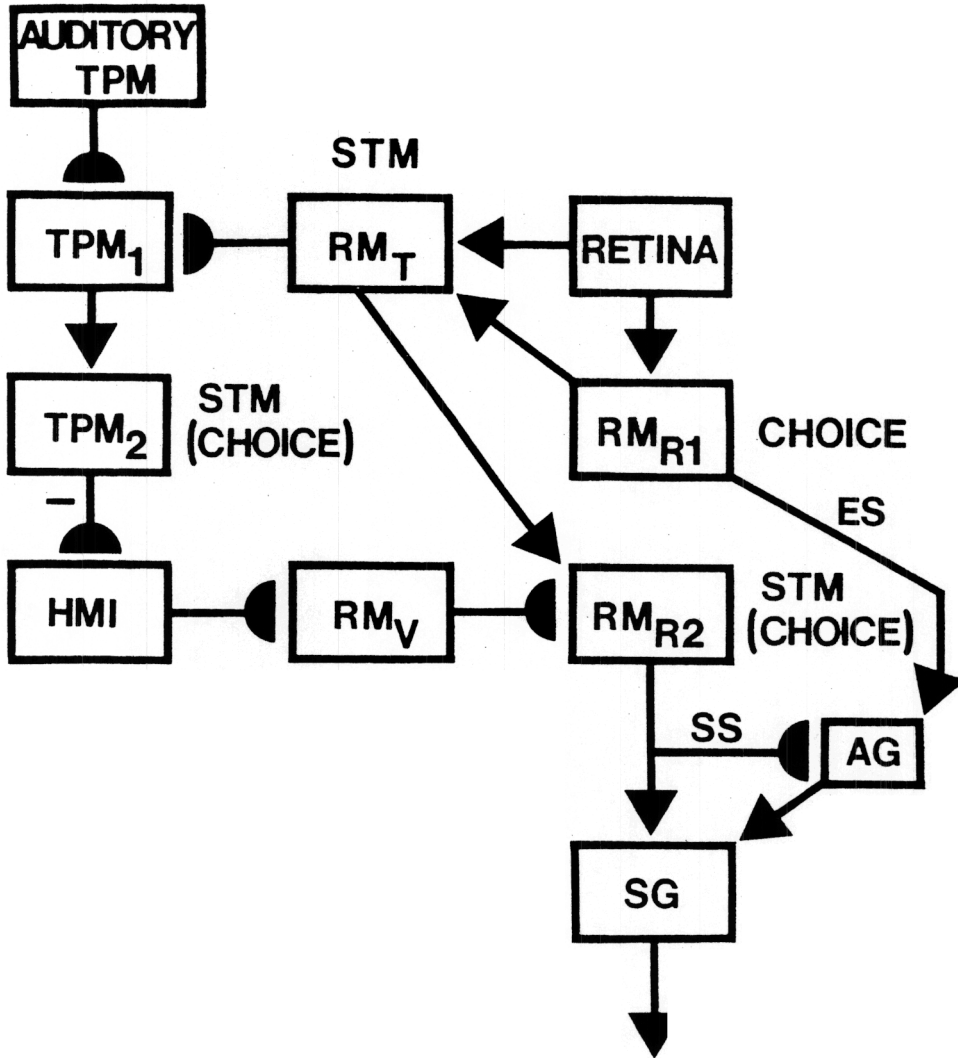 AUDITORY
TPM
STM
TPM1
RMT
RETINA
TPM2
STM
(CHOICE)
RMR1
CHOICE
ES
–
HMI
RMV
RMR2
STM
(CHOICE)
SS
AG
SG